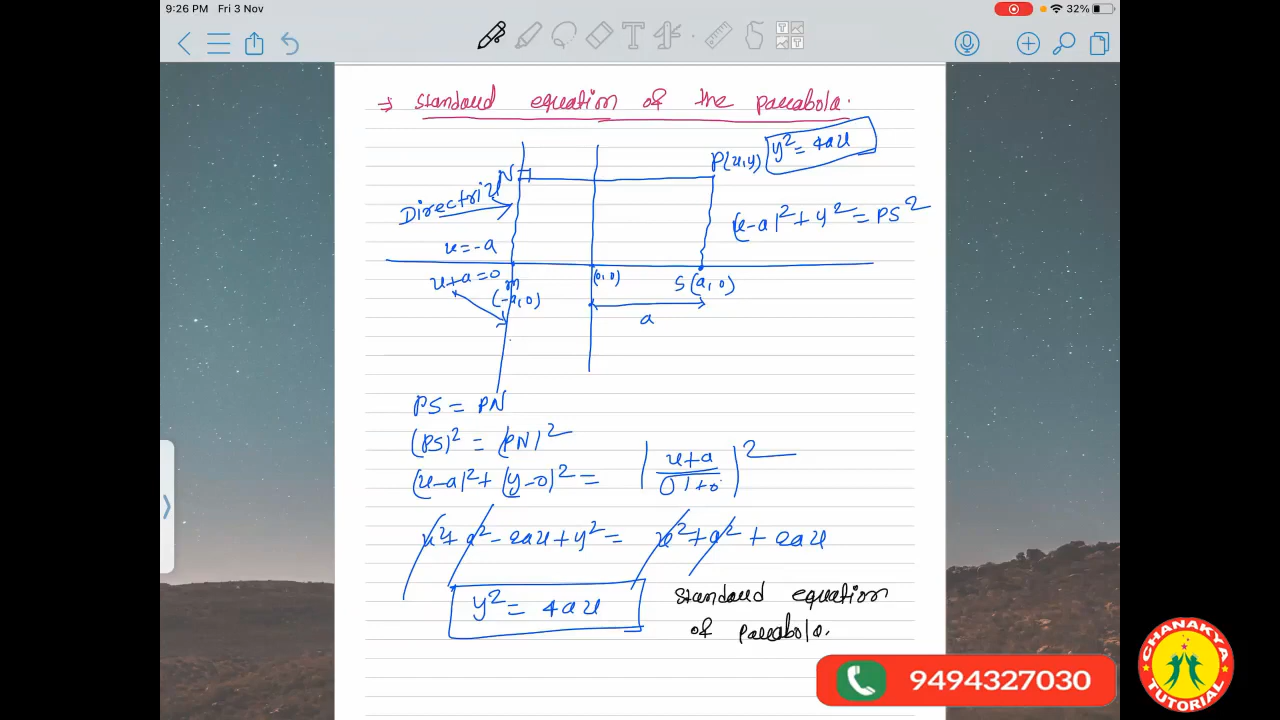 9:26 PM Fri 3 Nov
32%
→ Standard equation of the parabola.
P(x,y) y² = 4ax
N
Directrix
(x-a)² + y² = PS²
x = -a
x+a = 0
m
(-a,0)
(0,0)
S(a,0)
a
PS = PN
(PS)² = (PN)²
(x-a)² + (y-0)² = |x+a/√1+0|²
x²+a²-2ax+y² = x²+a²+2ax
y² = 4ax
Standard equation
of parabola.
9494327030
CHANAKYA
TUTORIAL